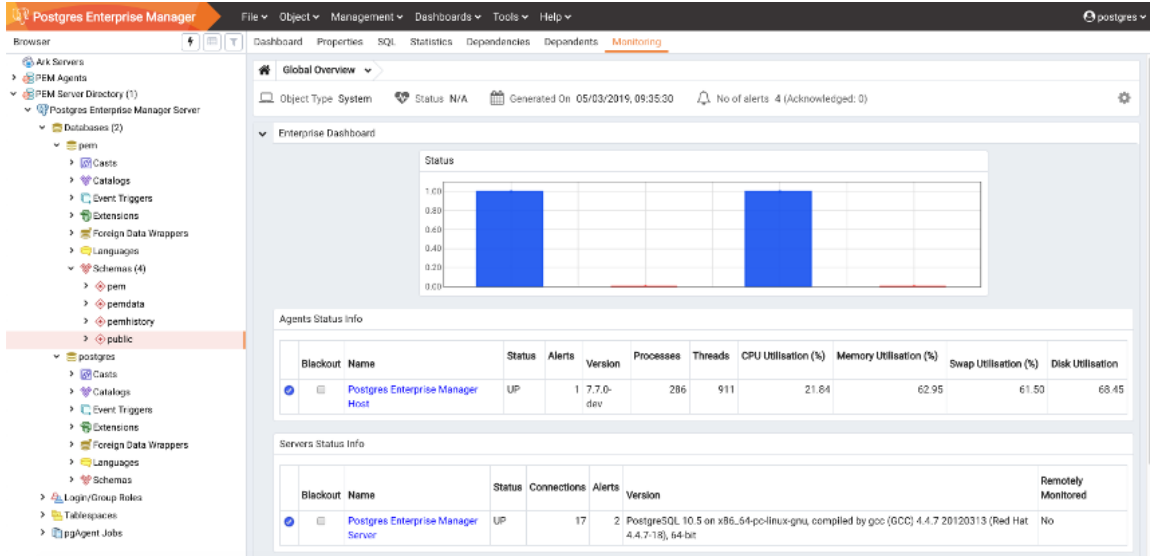 Postgres Enterprise Manager
File Object Management Dashboards Tools Help
postgres
Browser
Dashboard Properties SQL Statistics Dependencies Dependents Monitoring
Ark Servers
PEM Agents
PEM Server Directory (1)
Postgres Enterprise Manager Server
Databases (2)
pem
Casts
Catalogs
Event Triggers
Extensions
Foreign Data Wrappers
Languages
Schemas (4)
pem
pemdata
pemhistory
public
postgres
Casts
Catalogs
Event Triggers
Extensions
Foreign Data Wrappers
Languages
Schemas
Login/Group Roles
Tablespaces
pgAgent Jobs
Global Overview
Object Type System Status N/A Generated On 05/03/2019, 09:35:30 No of alerts 4 (Acknowledged: 0)
Enterprise Dashboard
Status
1.00
0.80
0.60
0.40
0.20
0.00
Agents Status Info
Blackout Name Status Alerts Version Processes Threads CPU Utilisation (%) Memory Utilisation (%) Swap Utilisation (%) Disk Utilisation
Postgres Enterprise Manager UP 1 7.7.0- 286 911 21.84 62.95 61.50 68.45
Host dev
Servers Status Info
Remotely
Blackout Name Status Connections Alerts Version Monitored
Postgres Enterprise Manager UP 17 2 PostgreSQL 10.5 on x86_64-pc-linux-gnu, compiled by gcc (GCC) 4.4.7 20120313 (Red Hat No
Server 4.4.7-18), 64-bit